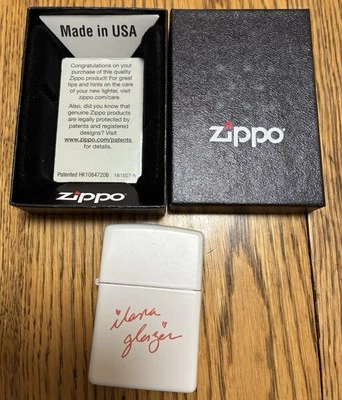 Made in USA
Congratulations on your
purchase of this quality
Zippo product! For great
tips and hints on the care
of your new lighter, visit
zippo.com/care.
Also, did you know that
genuine Zippo products
are legally protected by
patents and registered
designs? Visit
www.zippo.com/patents
for details.
Patented HK1084720B 161507-A
zippo
zippo
ilana
glazer